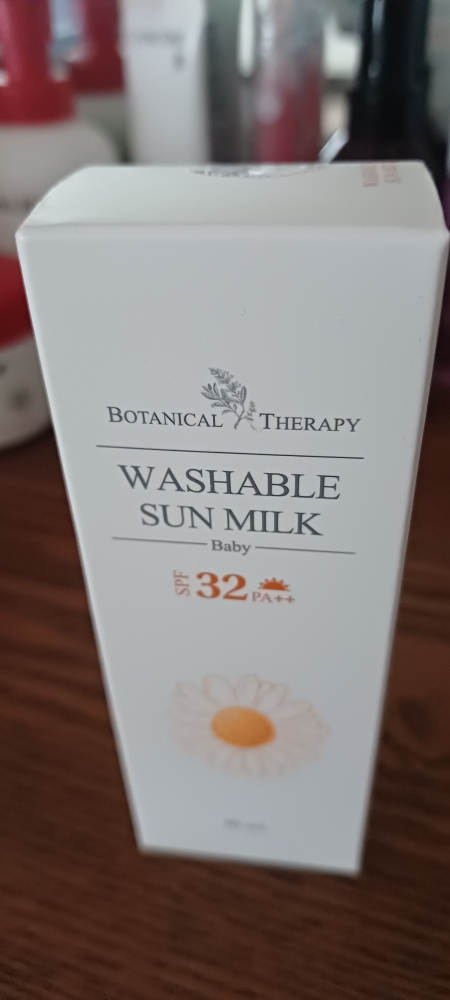 BOTANICAL THERAPY
WASHABLE
SUN MILK
Baby
SPF 32 PA++